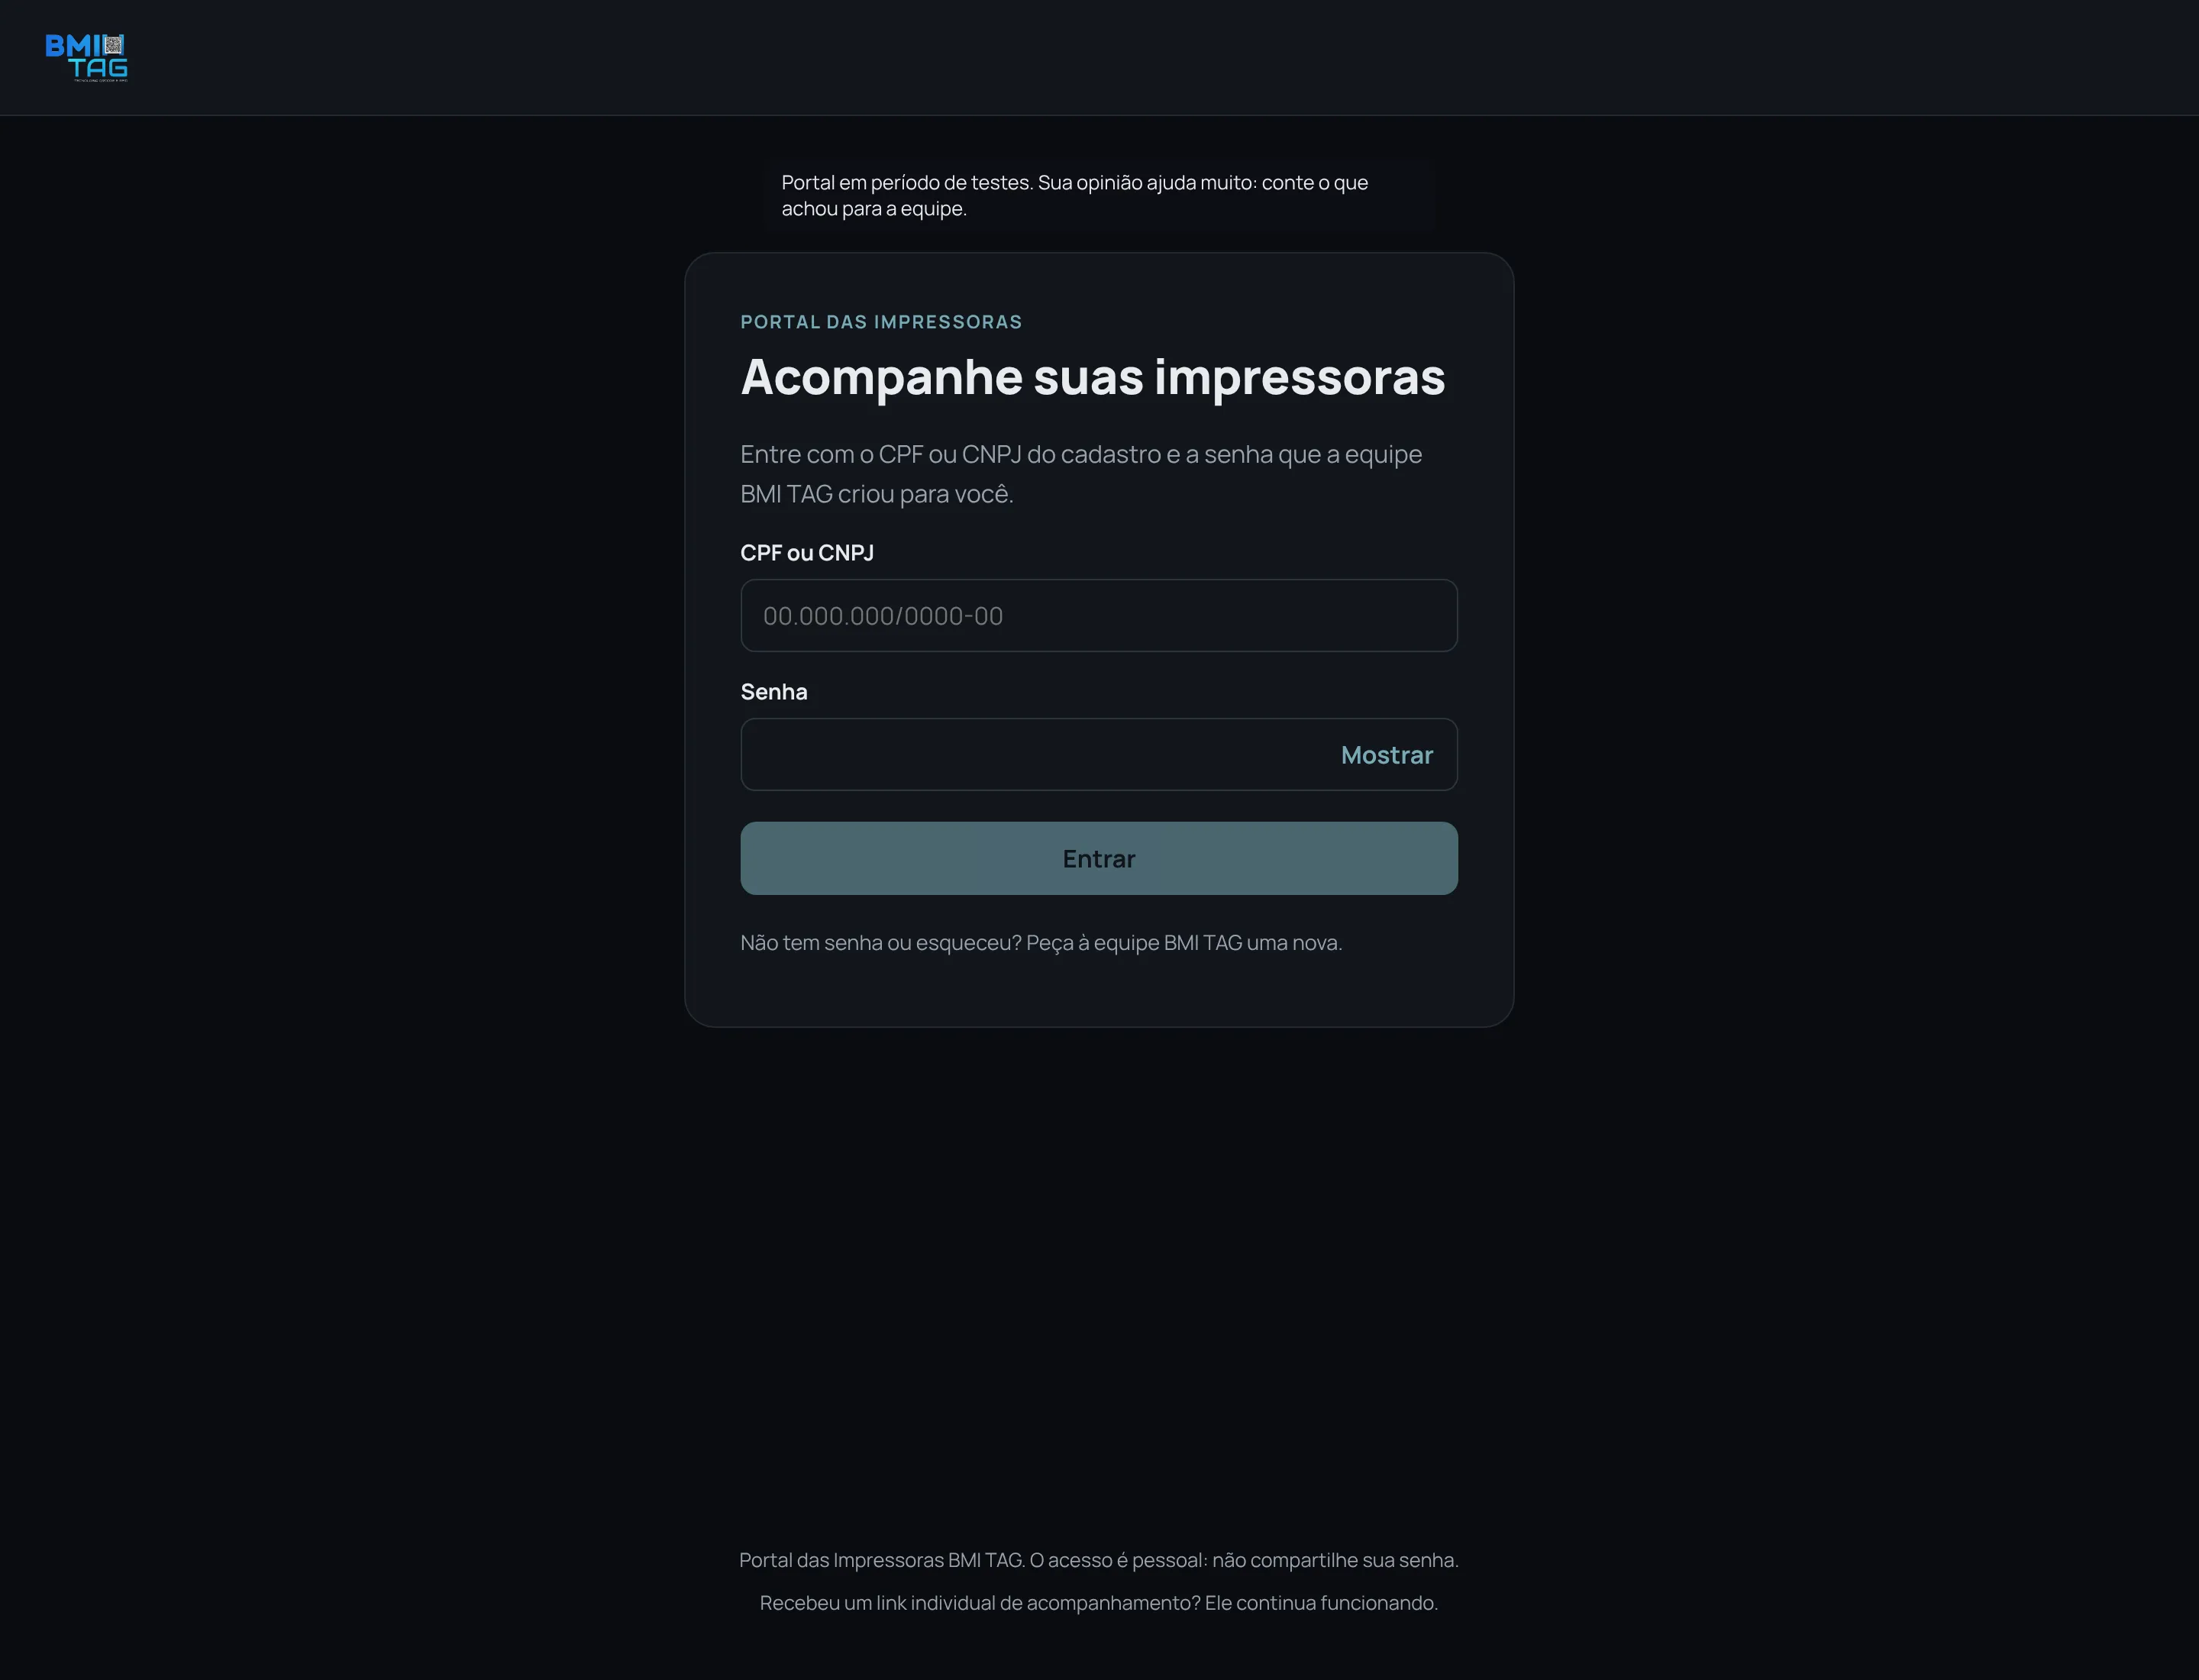 BMI
TAG
Portal em período de testes. Sua opinião ajuda muito: conte o que
achou para a equipe.
PORTAL DAS IMPRESSORAS
Acompanhe suas impressoras
Entre com o CPF ou CNPJ do cadastro e a senha que a equipe
BMI TAG criou para você.
CPF ou CNPJ
00.000.000/0000-00
Senha
Mostrar
Entrar
Não tem senha ou esqueceu? Peça à equipe BMI TAG uma nova.
Portal das Impressoras BMI TAG. O acesso é pessoal: não compartilhe sua senha.
Recebeu um link individual de acompanhamento? Ele continua funcionando.